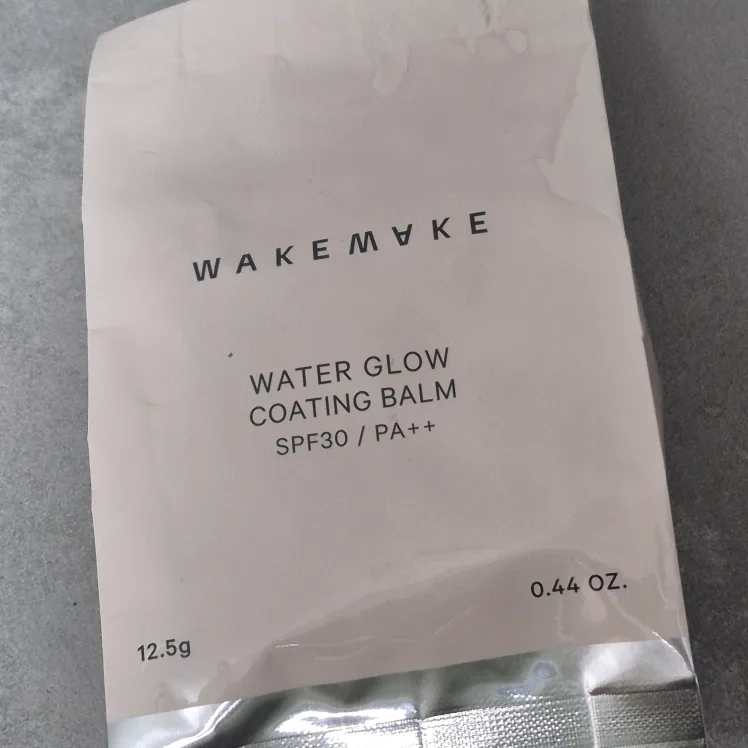 WAKEMAKE
WATER GLOW
COATING BALM
SPF30 / PA++
0.44 OZ.
12.5g